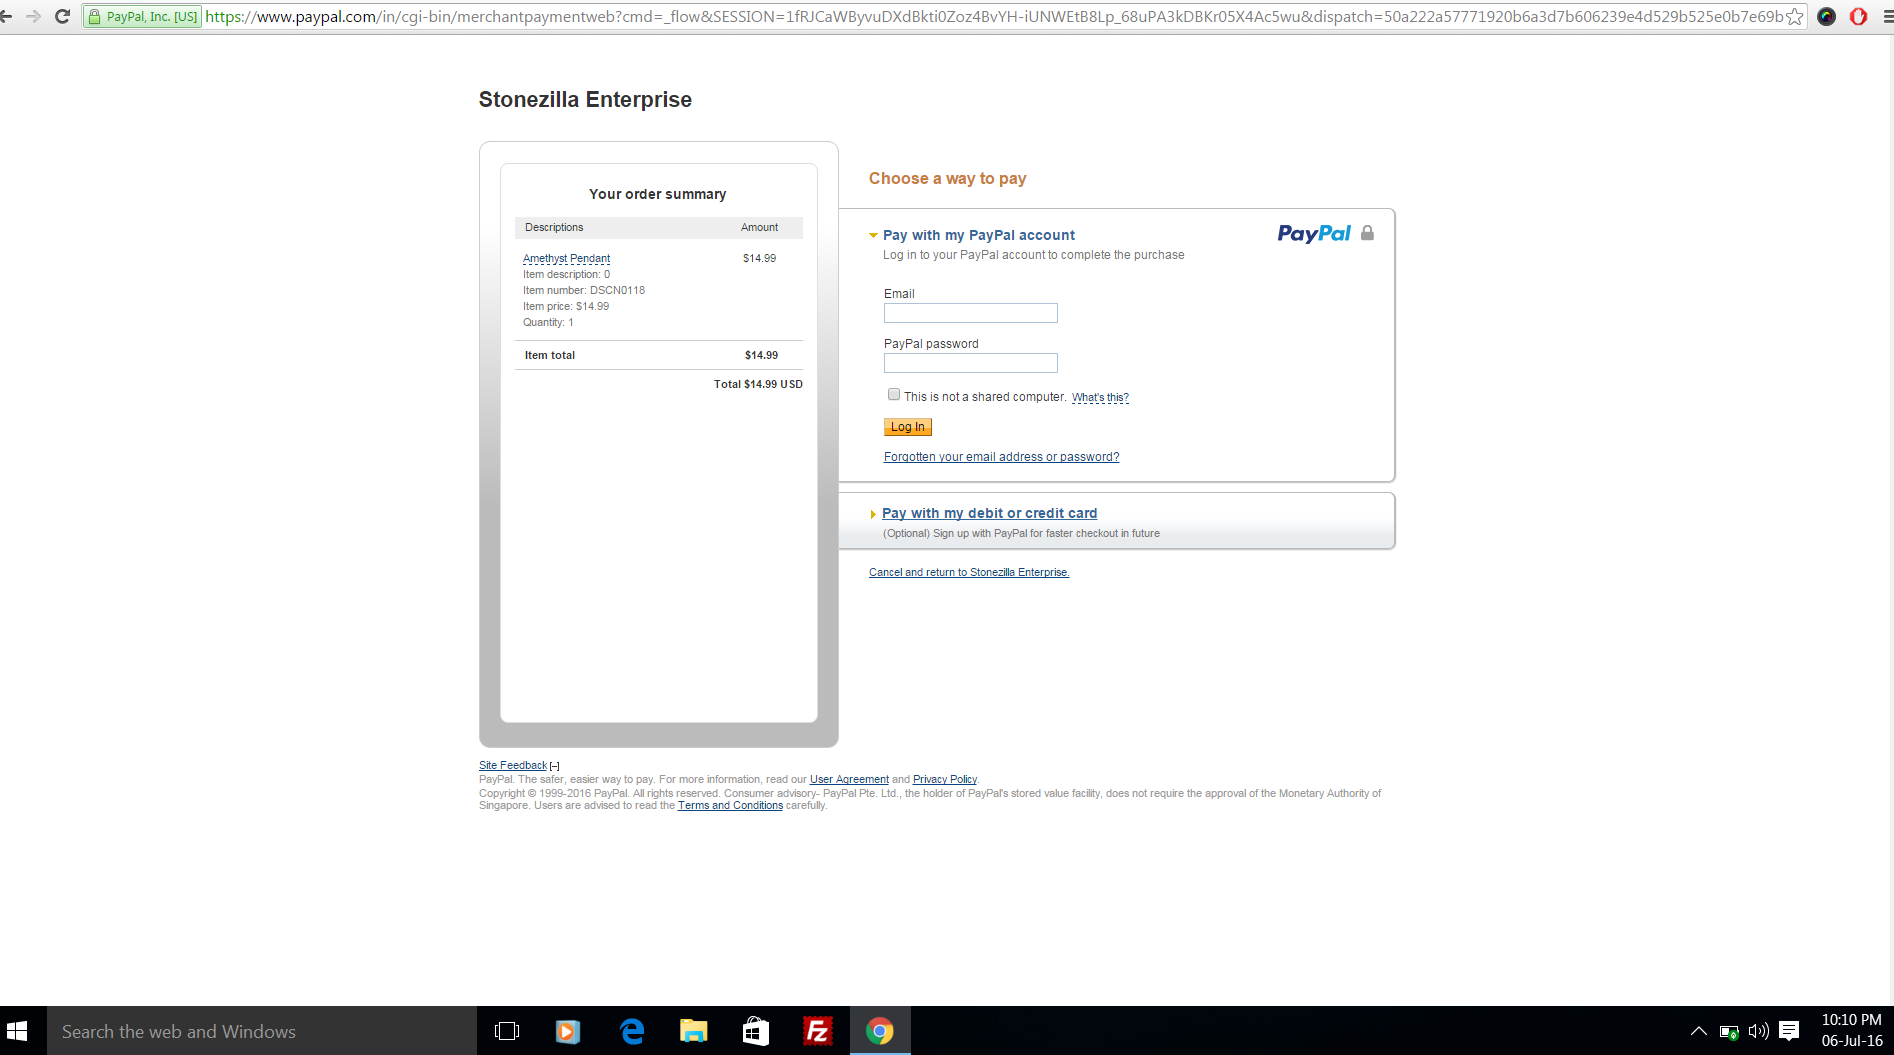 PayPal, Inc. [US] https://www.paypal.com/in/cgi-bin/merchantpaymentweb?cmd=_flow&SESSION=1fRJCaWByvuDXdBkti0Zoz4BvYH-iUNWEtB8Lp_68uPA3kDBKr05X4Ac5wu&dispatch=50a222a57771920b6a3d7b606239e4d529b525e0b7e69b
Stonezilla Enterprise
Your order summary
Descriptions Amount
Amethyst Pendant $14.99
Item description: 0
Item number: DSCN0118
Item price: $14.99
Quantity: 1
Item total $14.99
Total $14.99 USD
Choose a way to pay
Pay with my PayPal account PayPal
Log in to your PayPal account to complete the purchase
Email
PayPal password
This is not a shared computer. What's this?
Log In
Forgotten your email address or password?
Pay with my debit or credit card
(Optional) Sign up with PayPal for faster checkout in future
Cancel and return to Stonezilla Enterprise.
Site Feedback [–]
PayPal. The safer, easier way to pay. For more information, read our User Agreement and Privacy Policy.
Copyright © 1999-2016 PayPal. All rights reserved. Consumer advisory- PayPal Pte. Ltd., the holder of PayPal's stored value facility, does not require the approval of the Monetary Authority of
Singapore. Users are advised to read the Terms and Conditions carefully.
Search the web and Windows
Fz
10:10 PM
06-Jul-16